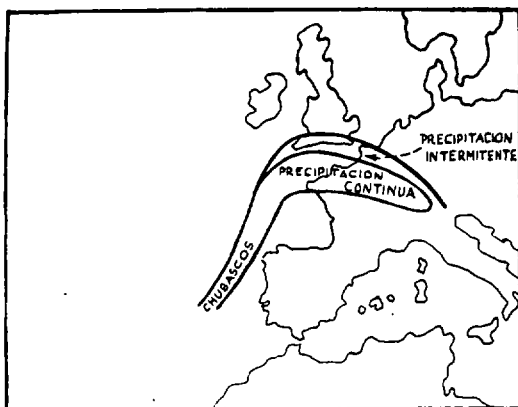 PRECIPITACION
INTERMITENTE
PRECIPITACION
CONTINUA
CHUBASCOS